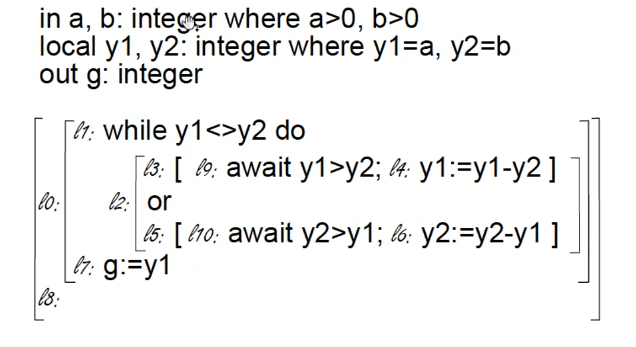 in a, b: integer where a>0, b>0
local y1, y2: integer where y1=a, y2=b
out g: integer
l1: while y1<>y2 do
l3: [ l9: await y1>y2; l4: y1:=y1-y2 ]
l0: l2: or
l5: [ l10: await y2>y1; l6: y2:=y2-y1 ]
l7: g:=y1
l8: